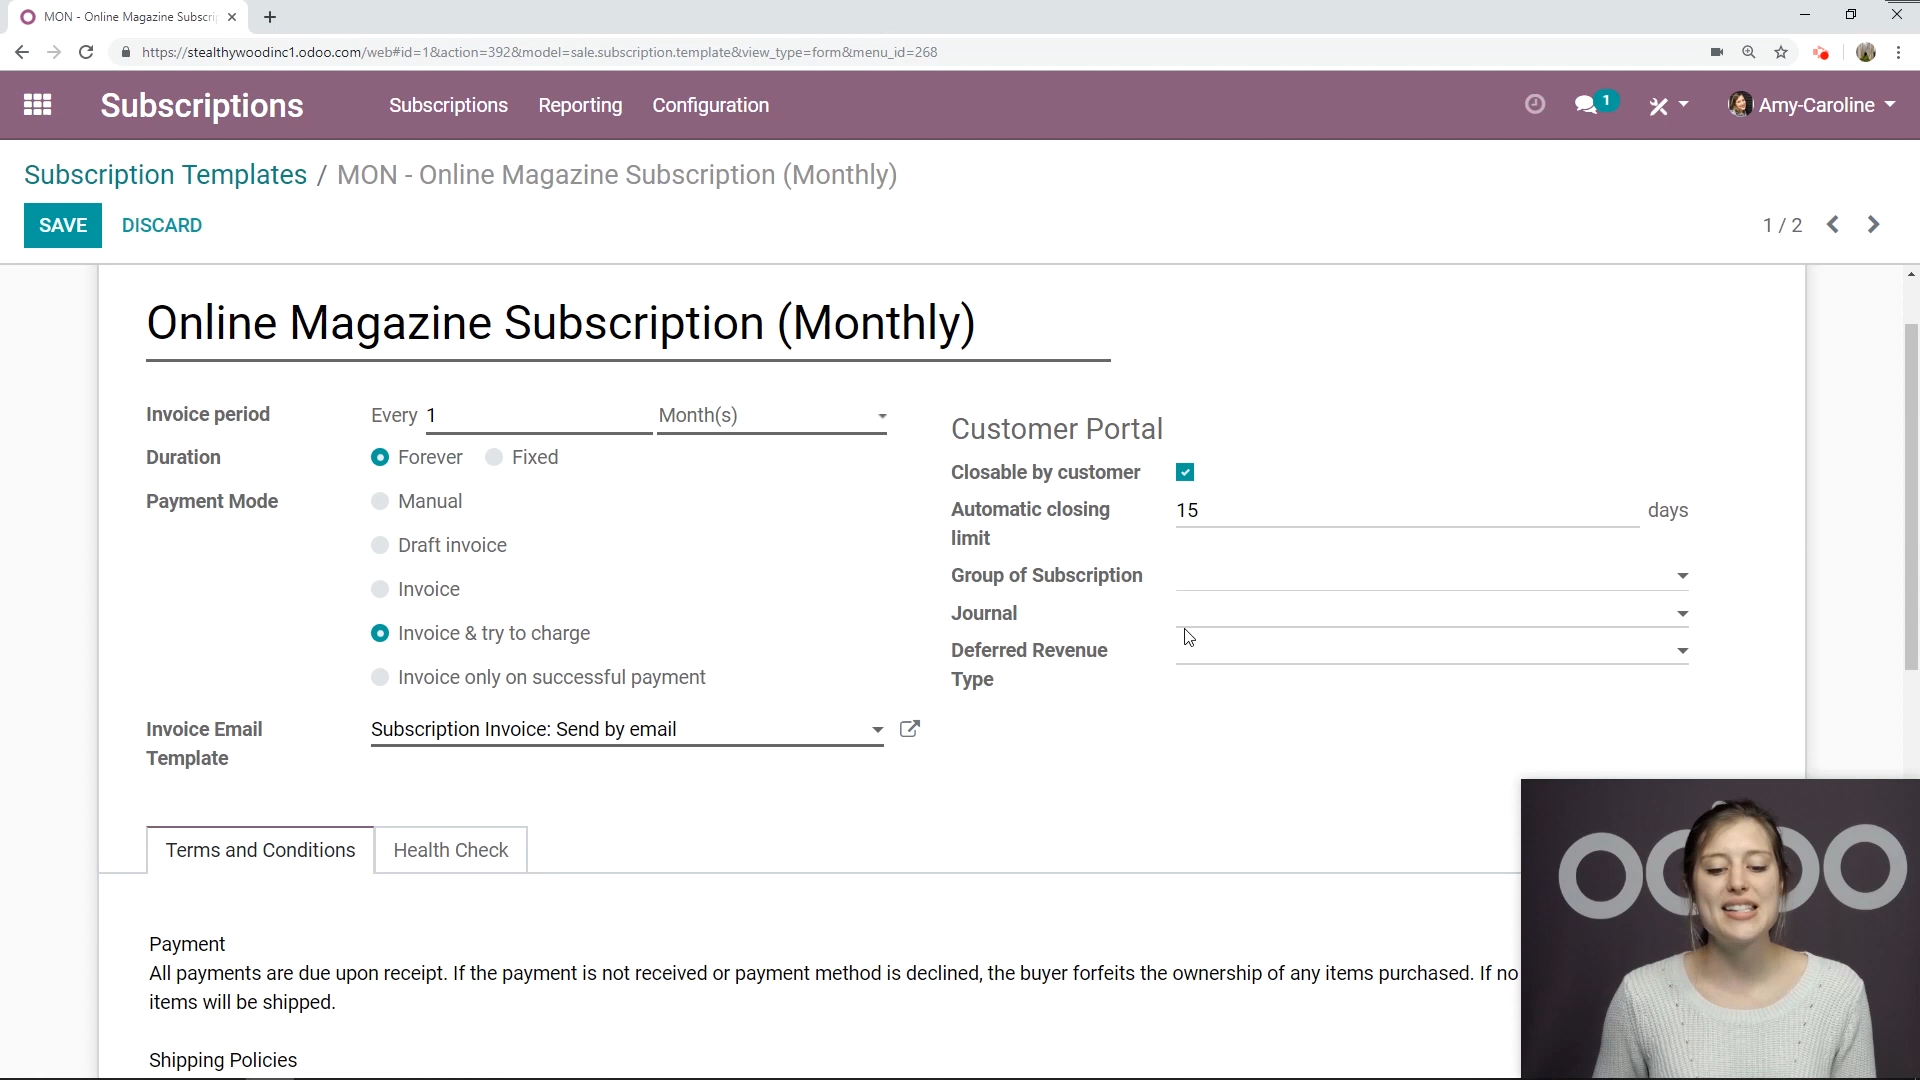 MON - Online Magazine Subscri
https://stealthywoodinc1.odoo.com/web#id=1&action=392&model=sale.subscription.template&view_type=form&menu_id=268
Subscriptions
Subscriptions Reporting Configuration
1
Amy-Caroline
Subscription Templates / MON - Online Magazine Subscription (Monthly)
SAVE DISCARD
1 / 2
Online Magazine Subscription (Monthly)
Invoice period Every 1 Month(s)
Duration Forever Fixed
Payment Mode Manual
Draft invoice
Invoice
Invoice & try to charge
Invoice only on successful payment
Invoice Email
Template
Subscription Invoice: Send by email
Customer Portal
Closable by customer
Automatic closing
limit
15 days
Group of Subscription
Journal
Deferred Revenue
Type
Terms and Conditions Health Check
Payment
All payments are due upon receipt. If the payment is not received or payment method is declined, the buyer forfeits the ownership of any items purchased. If no
items will be shipped.
Shipping Policies
odoo